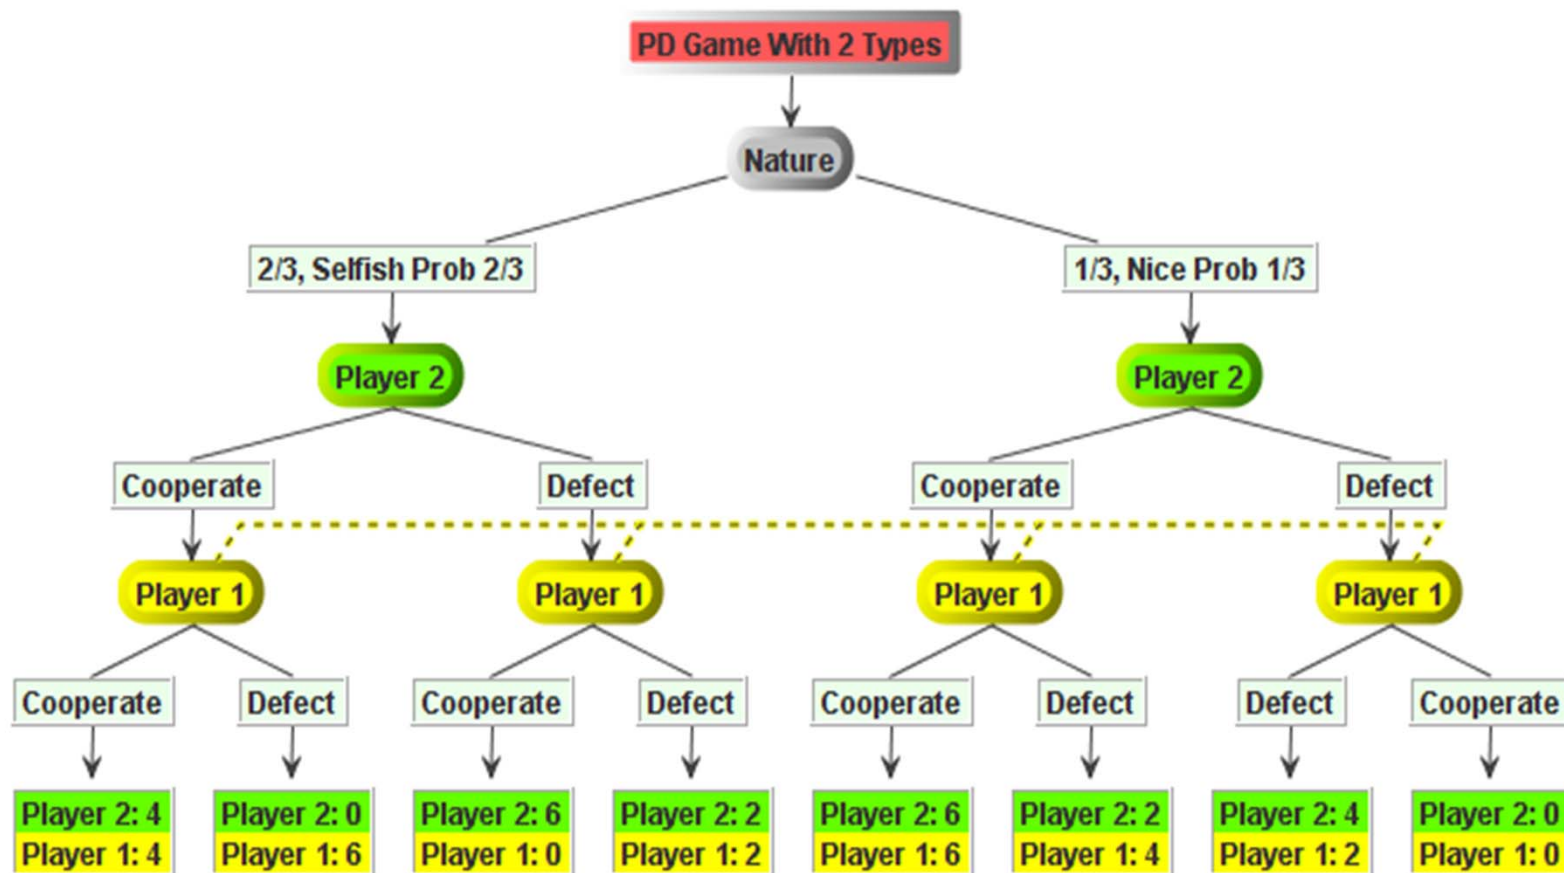 PD Game With 2 Types
Nature
2/3, Selfish Prob 2/3
1/3, Nice Prob 1/3
Player 2
Player 2
Cooperate
Defect
Cooperate
Defect
Player 1
Player 1
Player 1
Player 1
Cooperate
Defect
Cooperate
Defect
Cooperate
Defect
Defect
Cooperate
Player 2: 4
Player 1: 4
Player 2: 0
Player 1: 6
Player 2: 6
Player 1: 0
Player 2: 2
Player 1: 2
Player 2: 6
Player 1: 6
Player 2: 2
Player 1: 4
Player 2: 4
Player 1: 2
Player 2: 0
Player 1: 0